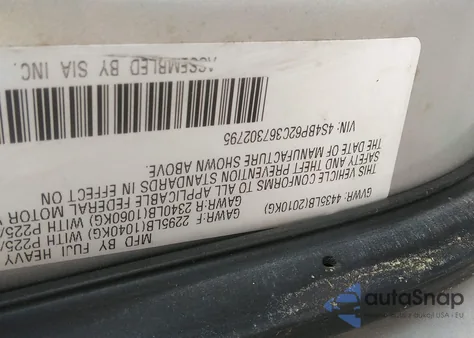 MFD BY FUJI HEAVY
GAWR F: 2295LB(1040KG) WITH P225/
GAWR R: 2340LB(1060KG) WITH P225/
GVWR: 4435LB(2010KG)
THIS VEHICLE CONFORMS TO ALL APPLICABLE FEDERAL MOTOR V
SAFETY AND THEFT PREVENTION STANDARDS IN EFFECT ON
THE DATE OF MANUFACTURE SHOWN ABOVE.
VIN: 4S4BP62C367302795
ASSEMBLED BY SIA INC.
autoSnap